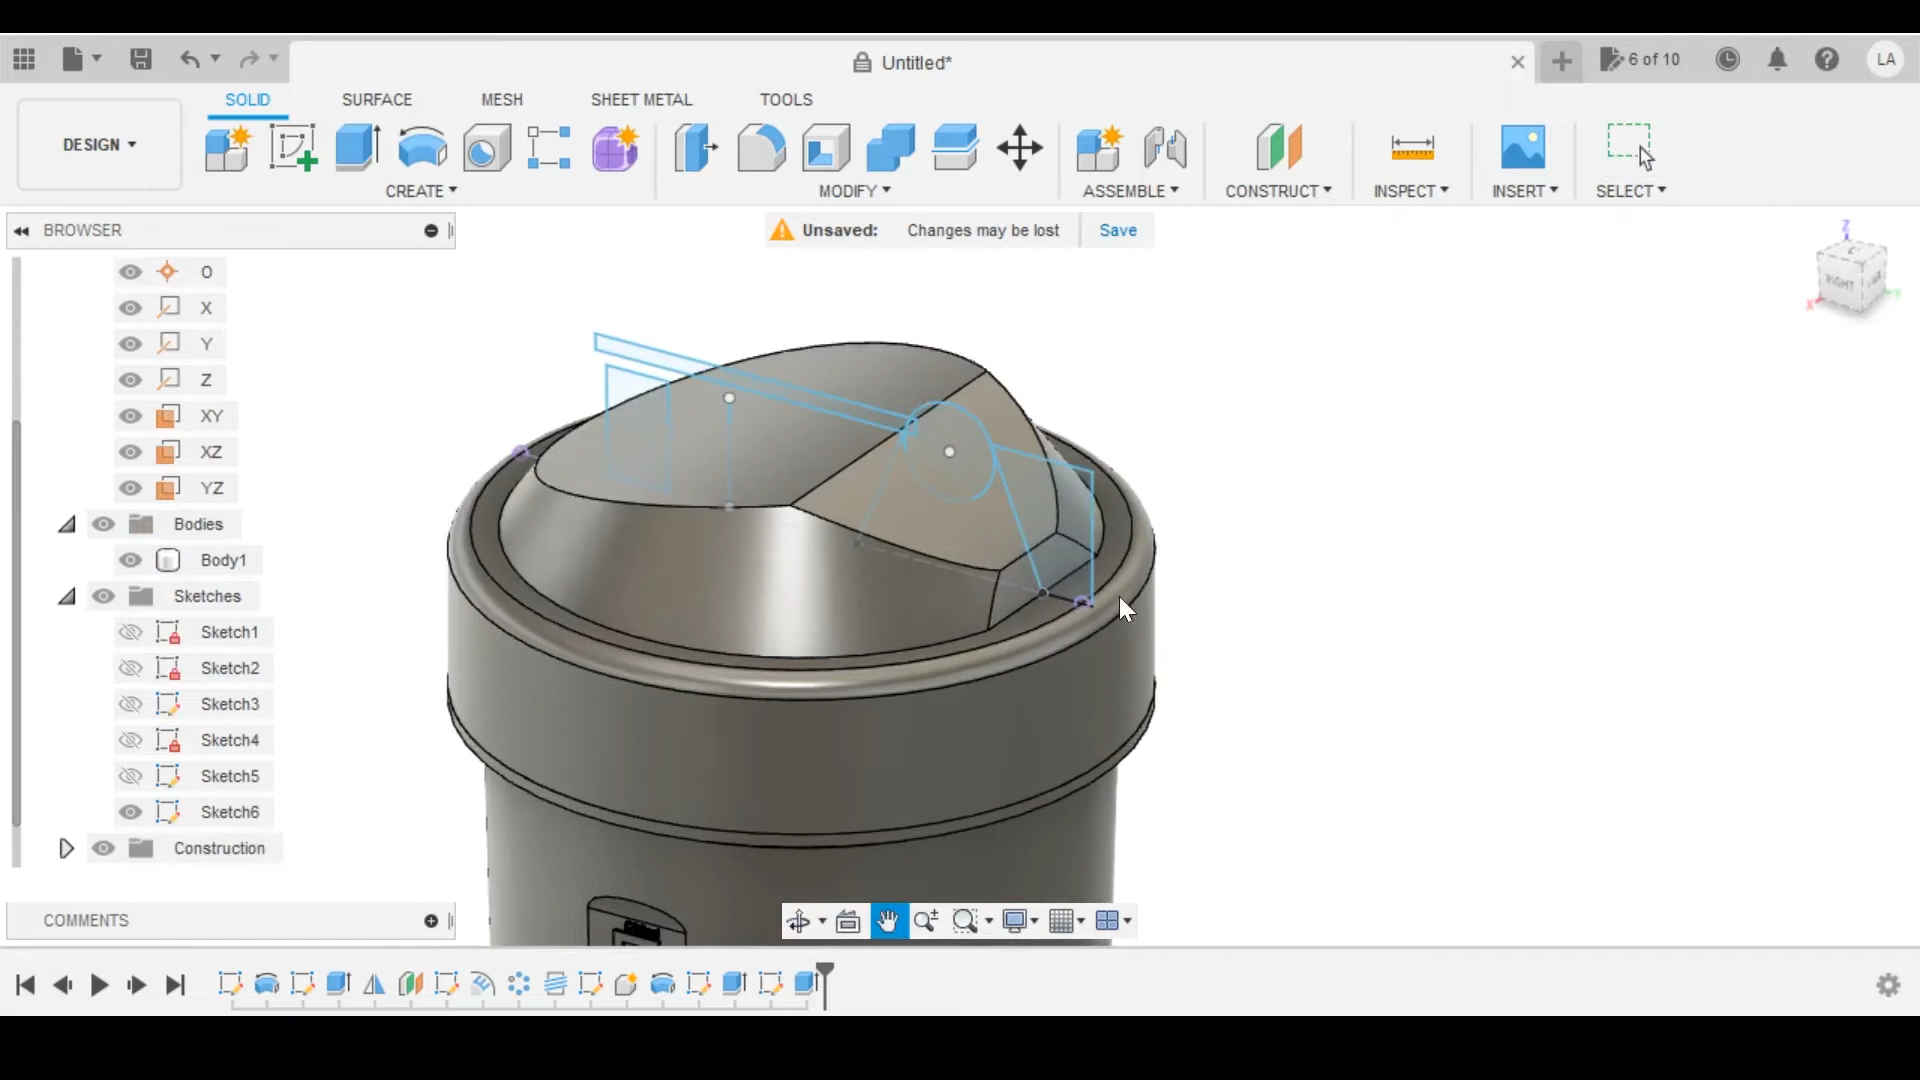 Untitled*
6 of 10
LA
DESIGN
SOLID
SURFACE
MESH
SHEET METAL
TOOLS
CREATE
MODIFY
ASSEMBLE
CONSTRUCT
INSPECT
INSERT
SELECT
BROWSER
Unsaved: Changes may be lost Save
Z
RIGHT
X
Y
O
X
Y
Z
XY
XZ
YZ
Bodies
Body1
Sketches
Sketch1
Sketch2
Sketch3
Sketch4
Sketch5
Sketch6
Construction
COMMENTS